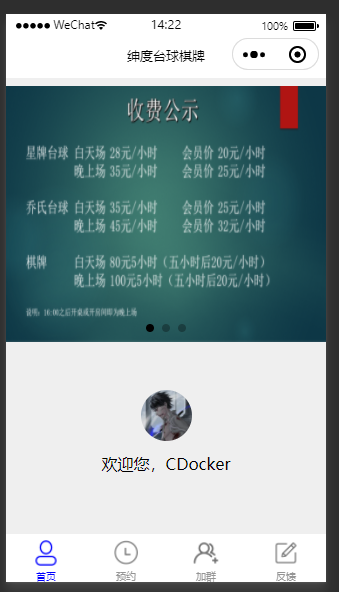 WeChat 14:22 100%
绅度台球棋牌
收费公示
星牌台球 白天场 28元/小时 会员价 20元/小时
晚上场 35元/小时 会员价 25元/小时
乔氏台球 白天场 35元/小时 会员价 25元/小时
晚上场 45元/小时 会员价 32元/小时
棋牌 白天场 80元5小时（五小时后20元/小时）
晚上场 100元5小时（五小时后20元/小时）
说明：16:00之后开桌或开房间即为晚上场
欢迎您，CDocker
首页 预约 加群 反馈